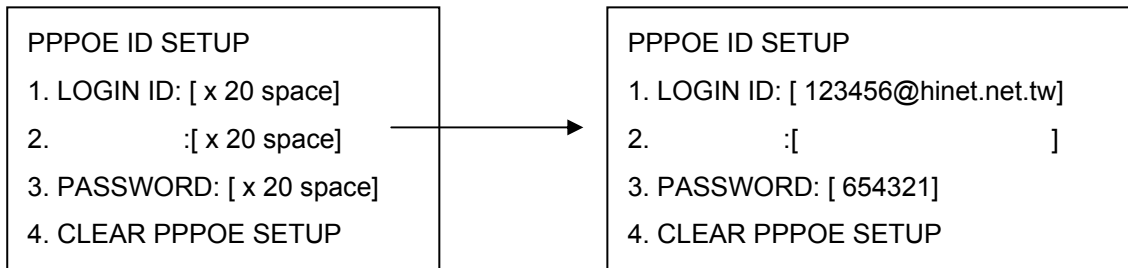 PPPOE ID SETUP
1. LOGIN ID: [ x 20 space]
2. :[ x 20 space]
3. PASSWORD: [ x 20 space]
4. CLEAR PPPOE SETUP
PPPOE ID SETUP
1. LOGIN ID: [ 123456@hinet.net.tw]
2. :[ ]
3. PASSWORD: [ 654321]
4. CLEAR PPPOE SETUP